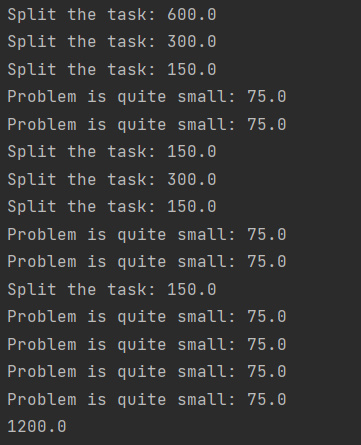 Split the task: 600.0
Split the task: 300.0
Split the task: 150.0
Problem is quite small: 75.0
Problem is quite small: 75.0
Split the task: 150.0
Split the task: 300.0
Split the task: 150.0
Problem is quite small: 75.0
Problem is quite small: 75.0
Split the task: 150.0
Problem is quite small: 75.0
Problem is quite small: 75.0
Problem is quite small: 75.0
Problem is quite small: 75.0
1200.0